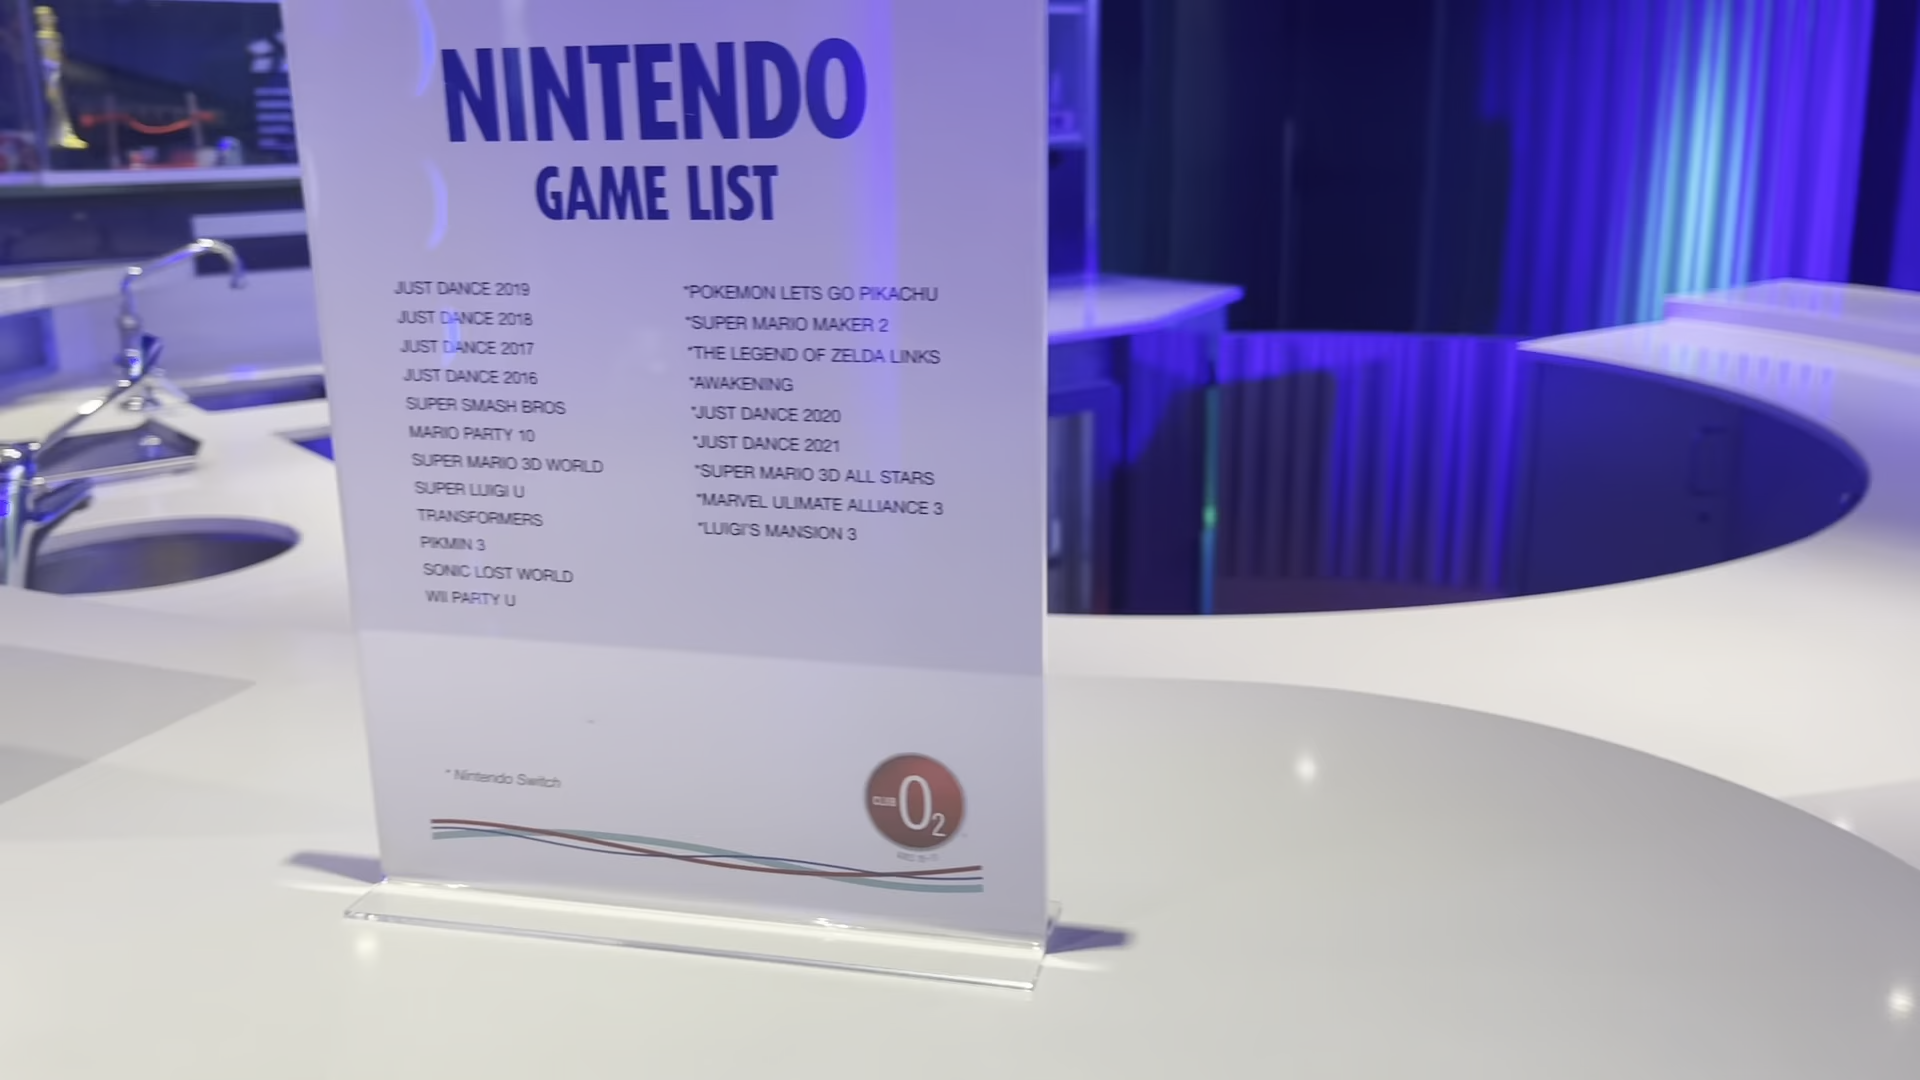 NINTENDO
GAME LIST
JUST DANCE 2019
JUST DANCE 2018
JUST DANCE 2017
JUST DANCE 2016
SUPER SMASH BROS
MARIO PARTY 10
SUPER MARIO 3D WORLD
SUPER LUIGI U
TRANSFORMERS
PIKMIN 3
SONIC LOST WORLD
WII PARTY U
*POKEMON LETS GO PIKACHU
*SUPER MARIO MAKER 2
*THE LEGEND OF ZELDA LINKS
*AWAKENING
*JUST DANCE 2020
*JUST DANCE 2021
*SUPER MARIO 3D ALL STARS
*MARVEL ULIMATE ALLIANCE 3
*LUIGI'S MANSION 3
* Nintendo Switch
CLUB O2